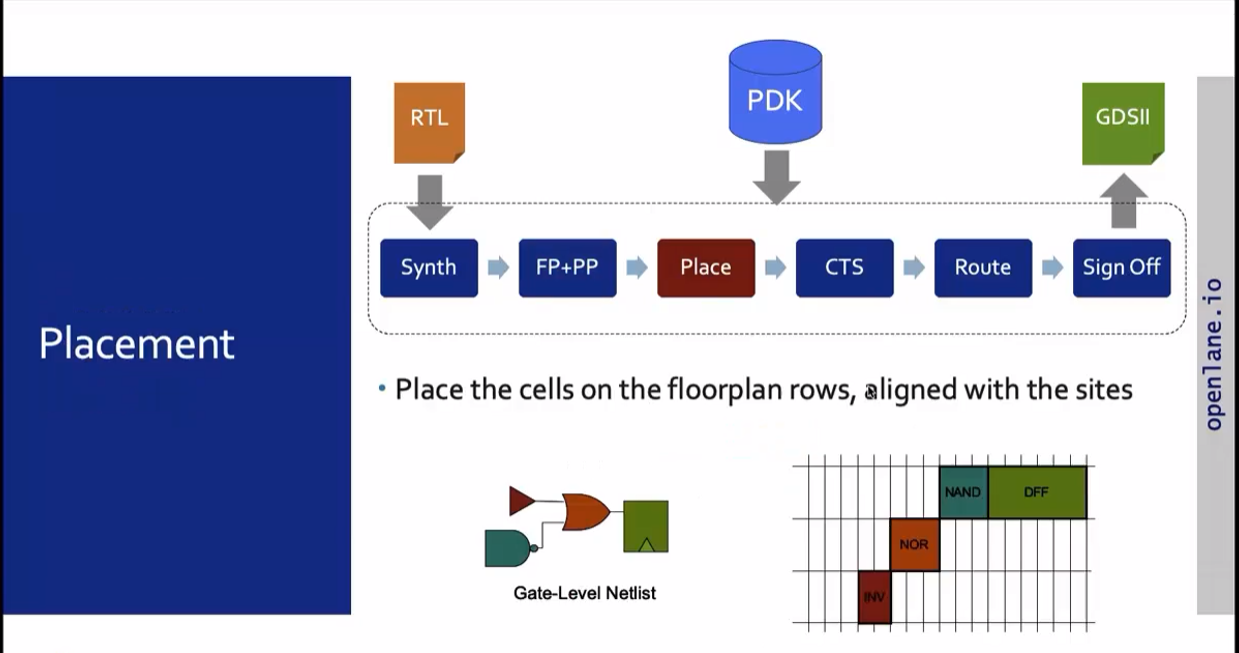 Placement
RTL
PDK
GDSII
Synth
FP+PP
Place
CTS
Route
Sign Off
• Place the cells on the floorplan rows, aligned with the sites
Gate-Level Netlist
NAND
DFF
NOR
INV
openlane.io